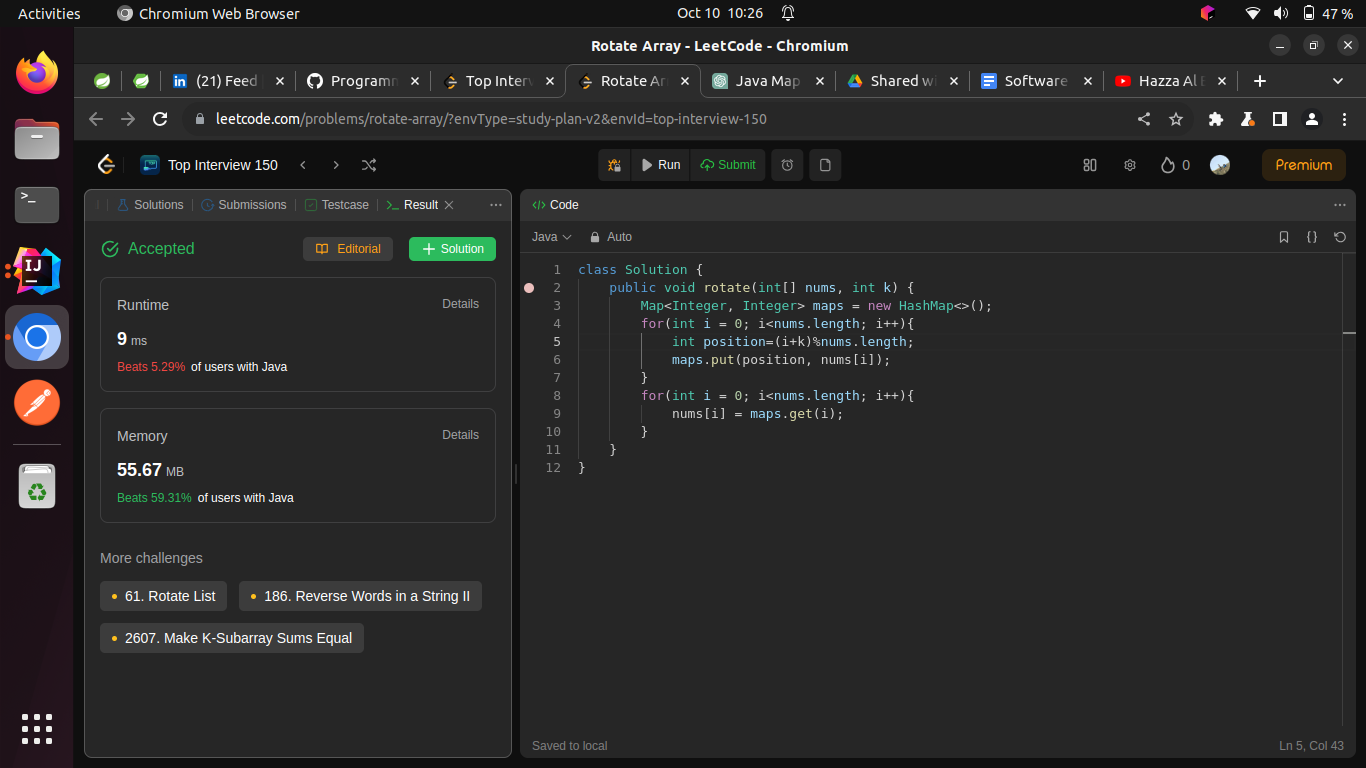 Activities Chromium Web Browser Oct 10 10:26 47 %
Rotate Array - LeetCode - Chromium
(21) Feed Programm Top Interv Rotate Ar Java Map Shared wi Software Hazza Al
leetcode.com/problems/rotate-array/?envType=study-plan-v2&envId=top-interview-150
Top Interview 150 Run Submit 0 Premium
Solutions Submissions Testcase Result
Accepted Editorial Solution
Runtime Details
9 ms
Beats 5.29% of users with Java
Memory Details
55.67 MB
Beats 59.31% of users with Java
More challenges
61. Rotate List 186. Reverse Words in a String II
2607. Make K-Subarray Sums Equal
</> Code
Java Auto {}
1 class Solution {
2 public void rotate(int[] nums, int k) {
3 Map<Integer, Integer> maps = new HashMap<>();
4 for(int i = 0; i<nums.length; i++){
5 int position=(i+k)%nums.length;
6 maps.put(position, nums[i]);
7 }
8 for(int i = 0; i<nums.length; i++){
9 nums[i] = maps.get(i);
10 }
11 }
12 }
Saved to local Ln 5, Col 43
IJ